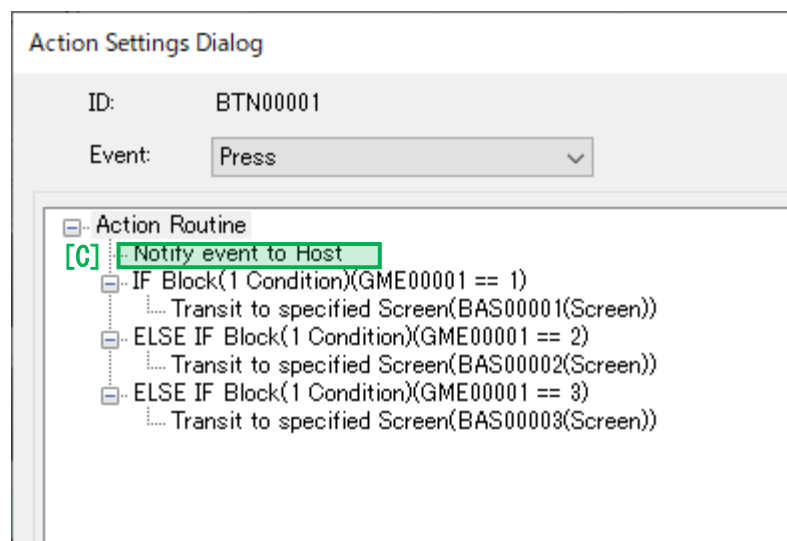 Action Settings Dialog
ID: BTN00001
Event: Press
Action Routine
[C] Notify event to Host
IF Block(1 Condition)(GME00001 == 1)
Transit to specified Screen(BAS00001(Screen))
ELSE IF Block(1 Condition)(GME00001 == 2)
Transit to specified Screen(BAS00002(Screen))
ELSE IF Block(1 Condition)(GME00001 == 3)
Transit to specified Screen(BAS00003(Screen))